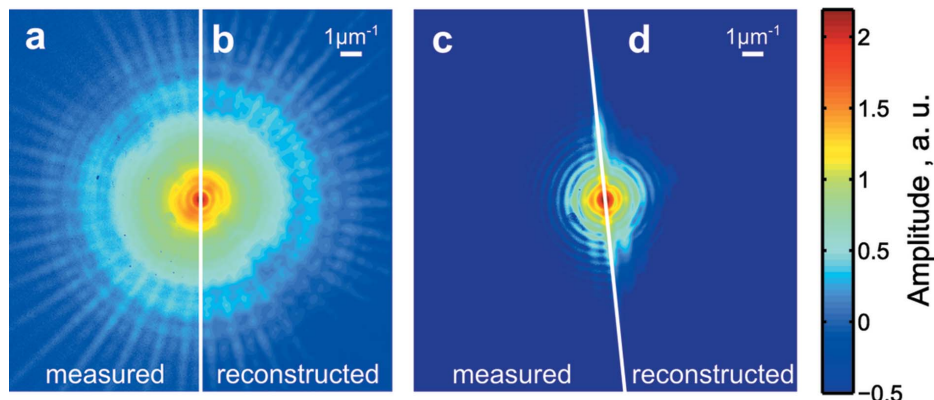 a b
1µm⁻¹
measured reconstructed
c d
1µm⁻¹
measured reconstructed
2
1.5
1
0.5
0
−0.5
Amplitude , a. u.